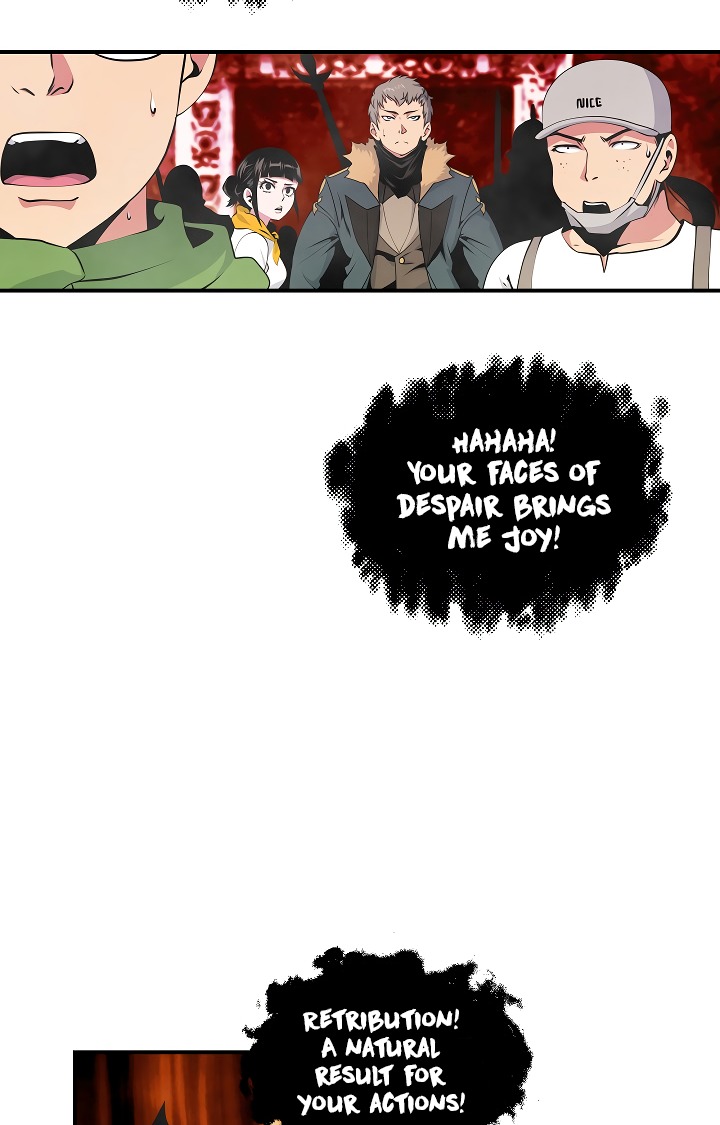 NICE
HAHAHA!
YOUR FACES OF
DESPAIR BRINGS
ME JOY!
RETRIBUTION!
A NATURAL
RESULT FOR
YOUR ACTIONS!